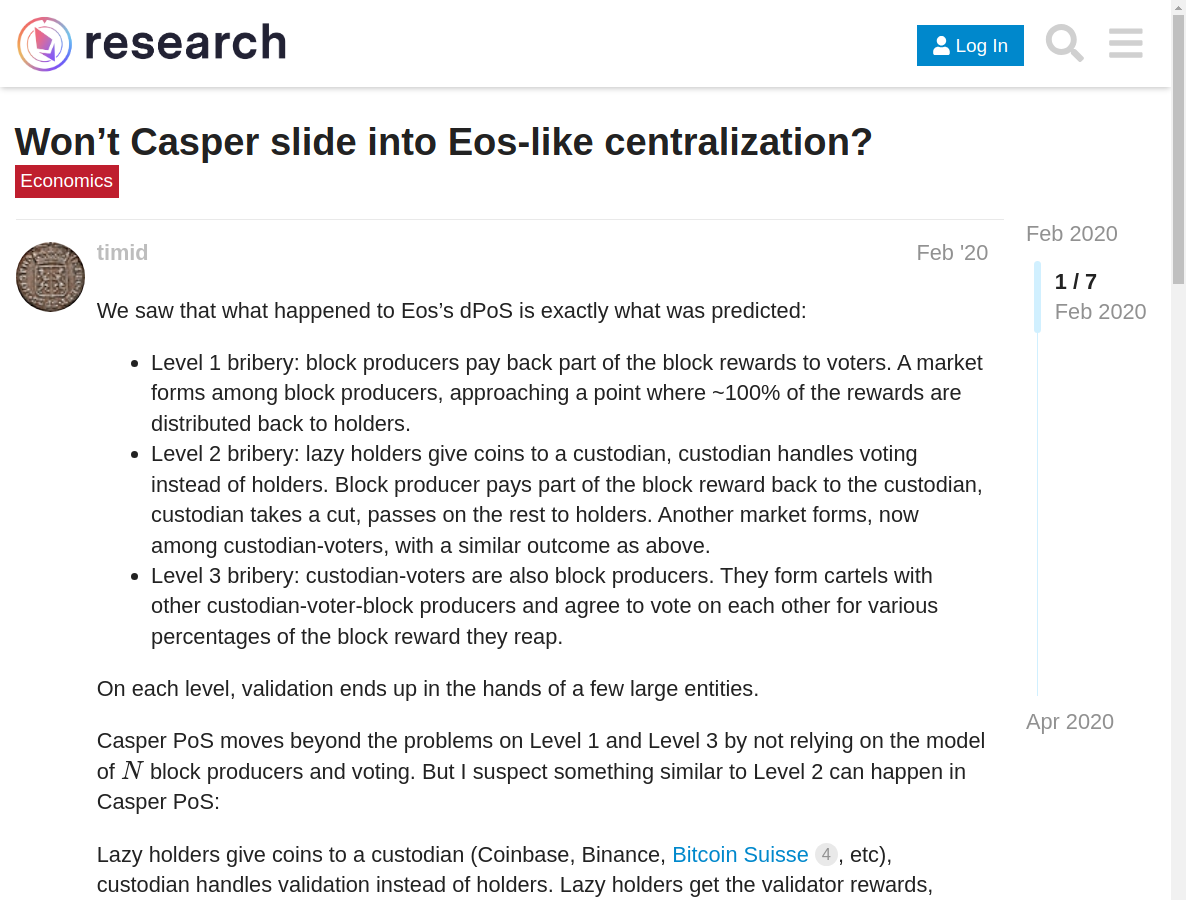 research
Log In
Won’t Casper slide into Eos-like centralization?
Economics
timid
Feb '20
Feb 2020
1 / 7
Feb 2020
We saw that what happened to Eos’s dPoS is exactly what was predicted:
• Level 1 bribery: block producers pay back part of the block rewards to voters. A market
forms among block producers, approaching a point where ~100% of the rewards are
distributed back to holders.
• Level 2 bribery: lazy holders give coins to a custodian, custodian handles voting
instead of holders. Block producer pays part of the block reward back to the custodian,
custodian takes a cut, passes on the rest to holders. Another market forms, now
among custodian-voters, with a similar outcome as above.
• Level 3 bribery: custodian-voters are also block producers. They form cartels with
other custodian-voter-block producers and agree to vote on each other for various
percentages of the block reward they reap.
On each level, validation ends up in the hands of a few large entities.
Apr 2020
Casper PoS moves beyond the problems on Level 1 and Level 3 by not relying on the model
of N block producers and voting. But I suspect something similar to Level 2 can happen in
Casper PoS:
Lazy holders give coins to a custodian (Coinbase, Binance, Bitcoin Suisse 4, etc),
custodian handles validation instead of holders. Lazy holders get the validator rewards,